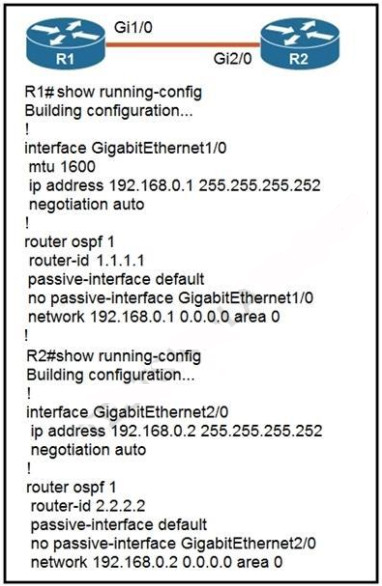 Gi1/0
R1
Gi2/0
R2
R1# show running-config
Building configuration...
!
interface GigabitEthernet1/0
mtu 1600
ip address 192.168.0.1 255.255.255.252
negotiation auto
!
router ospf 1
router-id 1.1.1.1
passive-interface default
no passive-interface GigabitEthernet1/0
network 192.168.0.1 0.0.0.0 area 0
!
R2#show running-config
Building configuration...
!
interface GigabitEthernet2/0
ip address 192.168.0.2 255.255.255.252
negotiation auto
!
router ospf 1
router-id 2.2.2.2
passive-interface default
no passive-interface GigabitEthernet2/0
network 192.168.0.2 0.0.0.0 area 0